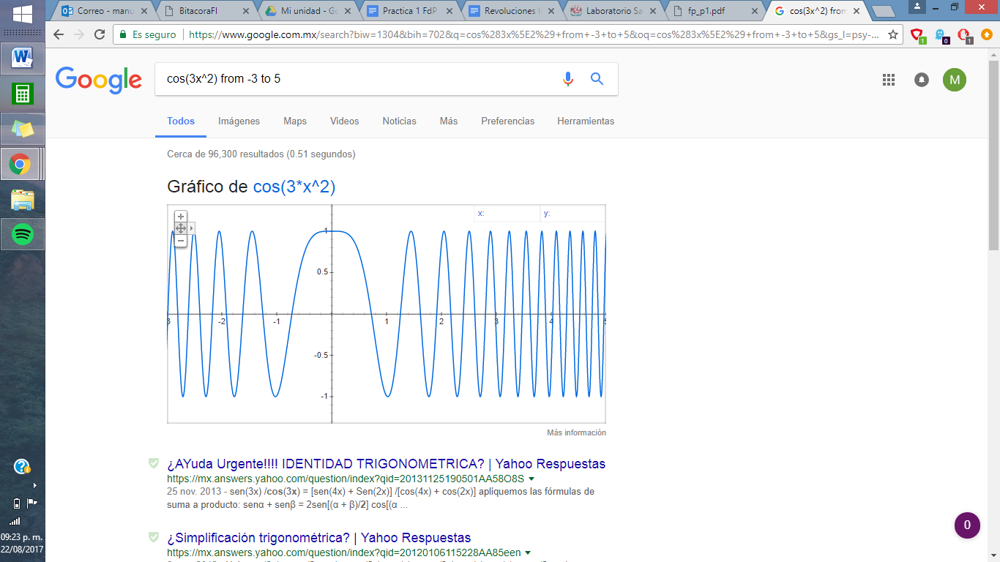 Correo - manu
BitacoraFI
Mi unidad - Go
Practica 1 FdP
Revoluciones I
Laboratorio Sa
fp_p1.pdf
cos(3x^2) from
Es seguro
https://www.google.com.mx/search?biw=1304&bih=702&q=cos%283x%5E2%29+from+-3+to+5&oq=cos%283x%5E2%29+from+-3+to+5&gs_l=psy-...
1
0
1
Google
cos(3x^2) from -3 to 5
M
Todos
Imágenes
Maps
Videos
Noticias
Más
Preferencias
Herramientas
Cerca de 96,300 resultados (0.51 segundos)
Gráfico de cos(3*x^2)
x:
y:
1
0.5
-0.5
-1
3
-2
-1
1
2
3
4
5
Más información
¿AYuda Urgente!!!! IDENTIDAD TRIGONOMETRICA? | Yahoo Respuestas
https://mx.answers.yahoo.com/question/index?qid=20131125190501AA58O8S
25 nov. 2013 - sen(3x) /cos(3x) = [sen(4x) + Sen(2x)] /[cos(4x) + cos(2x)] apliquemos las fórmulas de
suma a producto: senα + senβ = 2sen[(α + β)/2] cos[(α ...
¿Simplificación trigonométrica? | Yahoo Respuestas
https://mx.answers.yahoo.com/question/index?qid=20120106115228AA85een
0
09:23 p. m.
22/08/2017